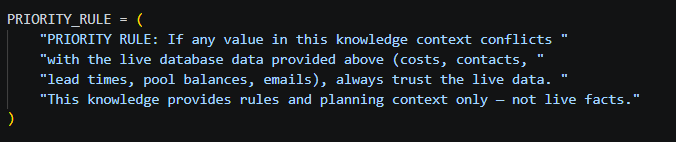 PRIORITY_RULE = (
    "PRIORITY RULE: If any value in this knowledge context conflicts "
    "with the live database data provided above (costs, contacts, "
    "lead times, pool balances, emails), always trust the live data. "
    "This knowledge provides rules and planning context only — not live facts."
)